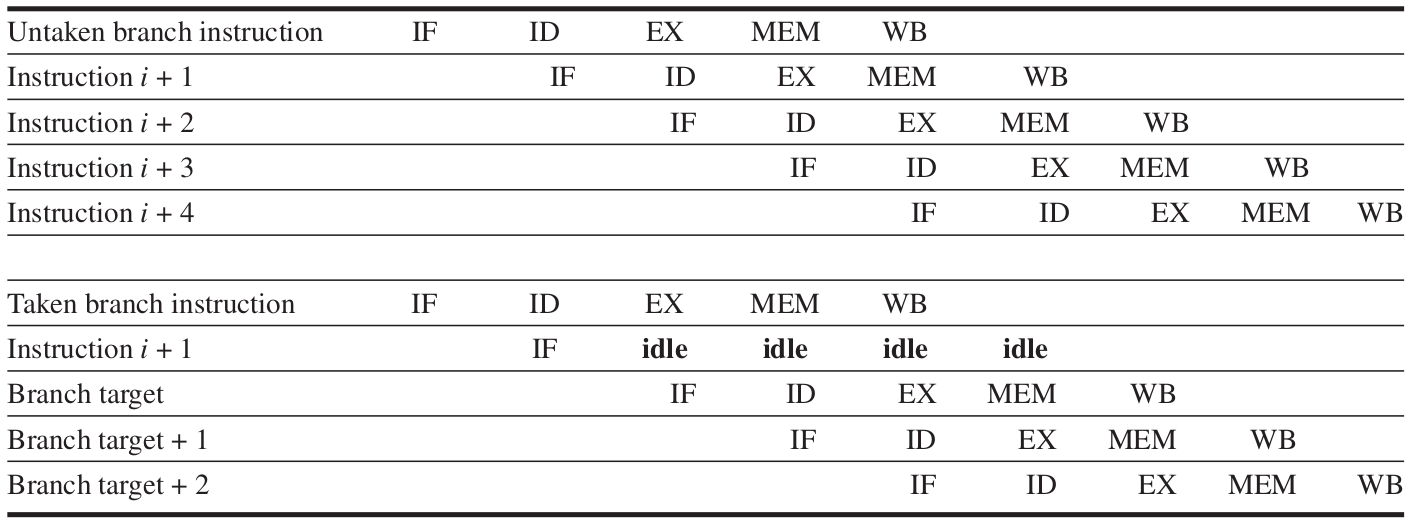 Untaken branch instruction IF ID EX MEM WB
Instruction i + 1 IF ID EX MEM WB
Instruction i + 2 IF ID EX MEM WB
Instruction i + 3 IF ID EX MEM WB
Instruction i + 4 IF ID EX MEM WB
Taken branch instruction IF ID EX MEM WB
Instruction i + 1 IF idle idle idle idle
Branch target IF ID EX MEM WB
Branch target + 1 IF ID EX MEM WB
Branch target + 2 IF ID EX MEM WB